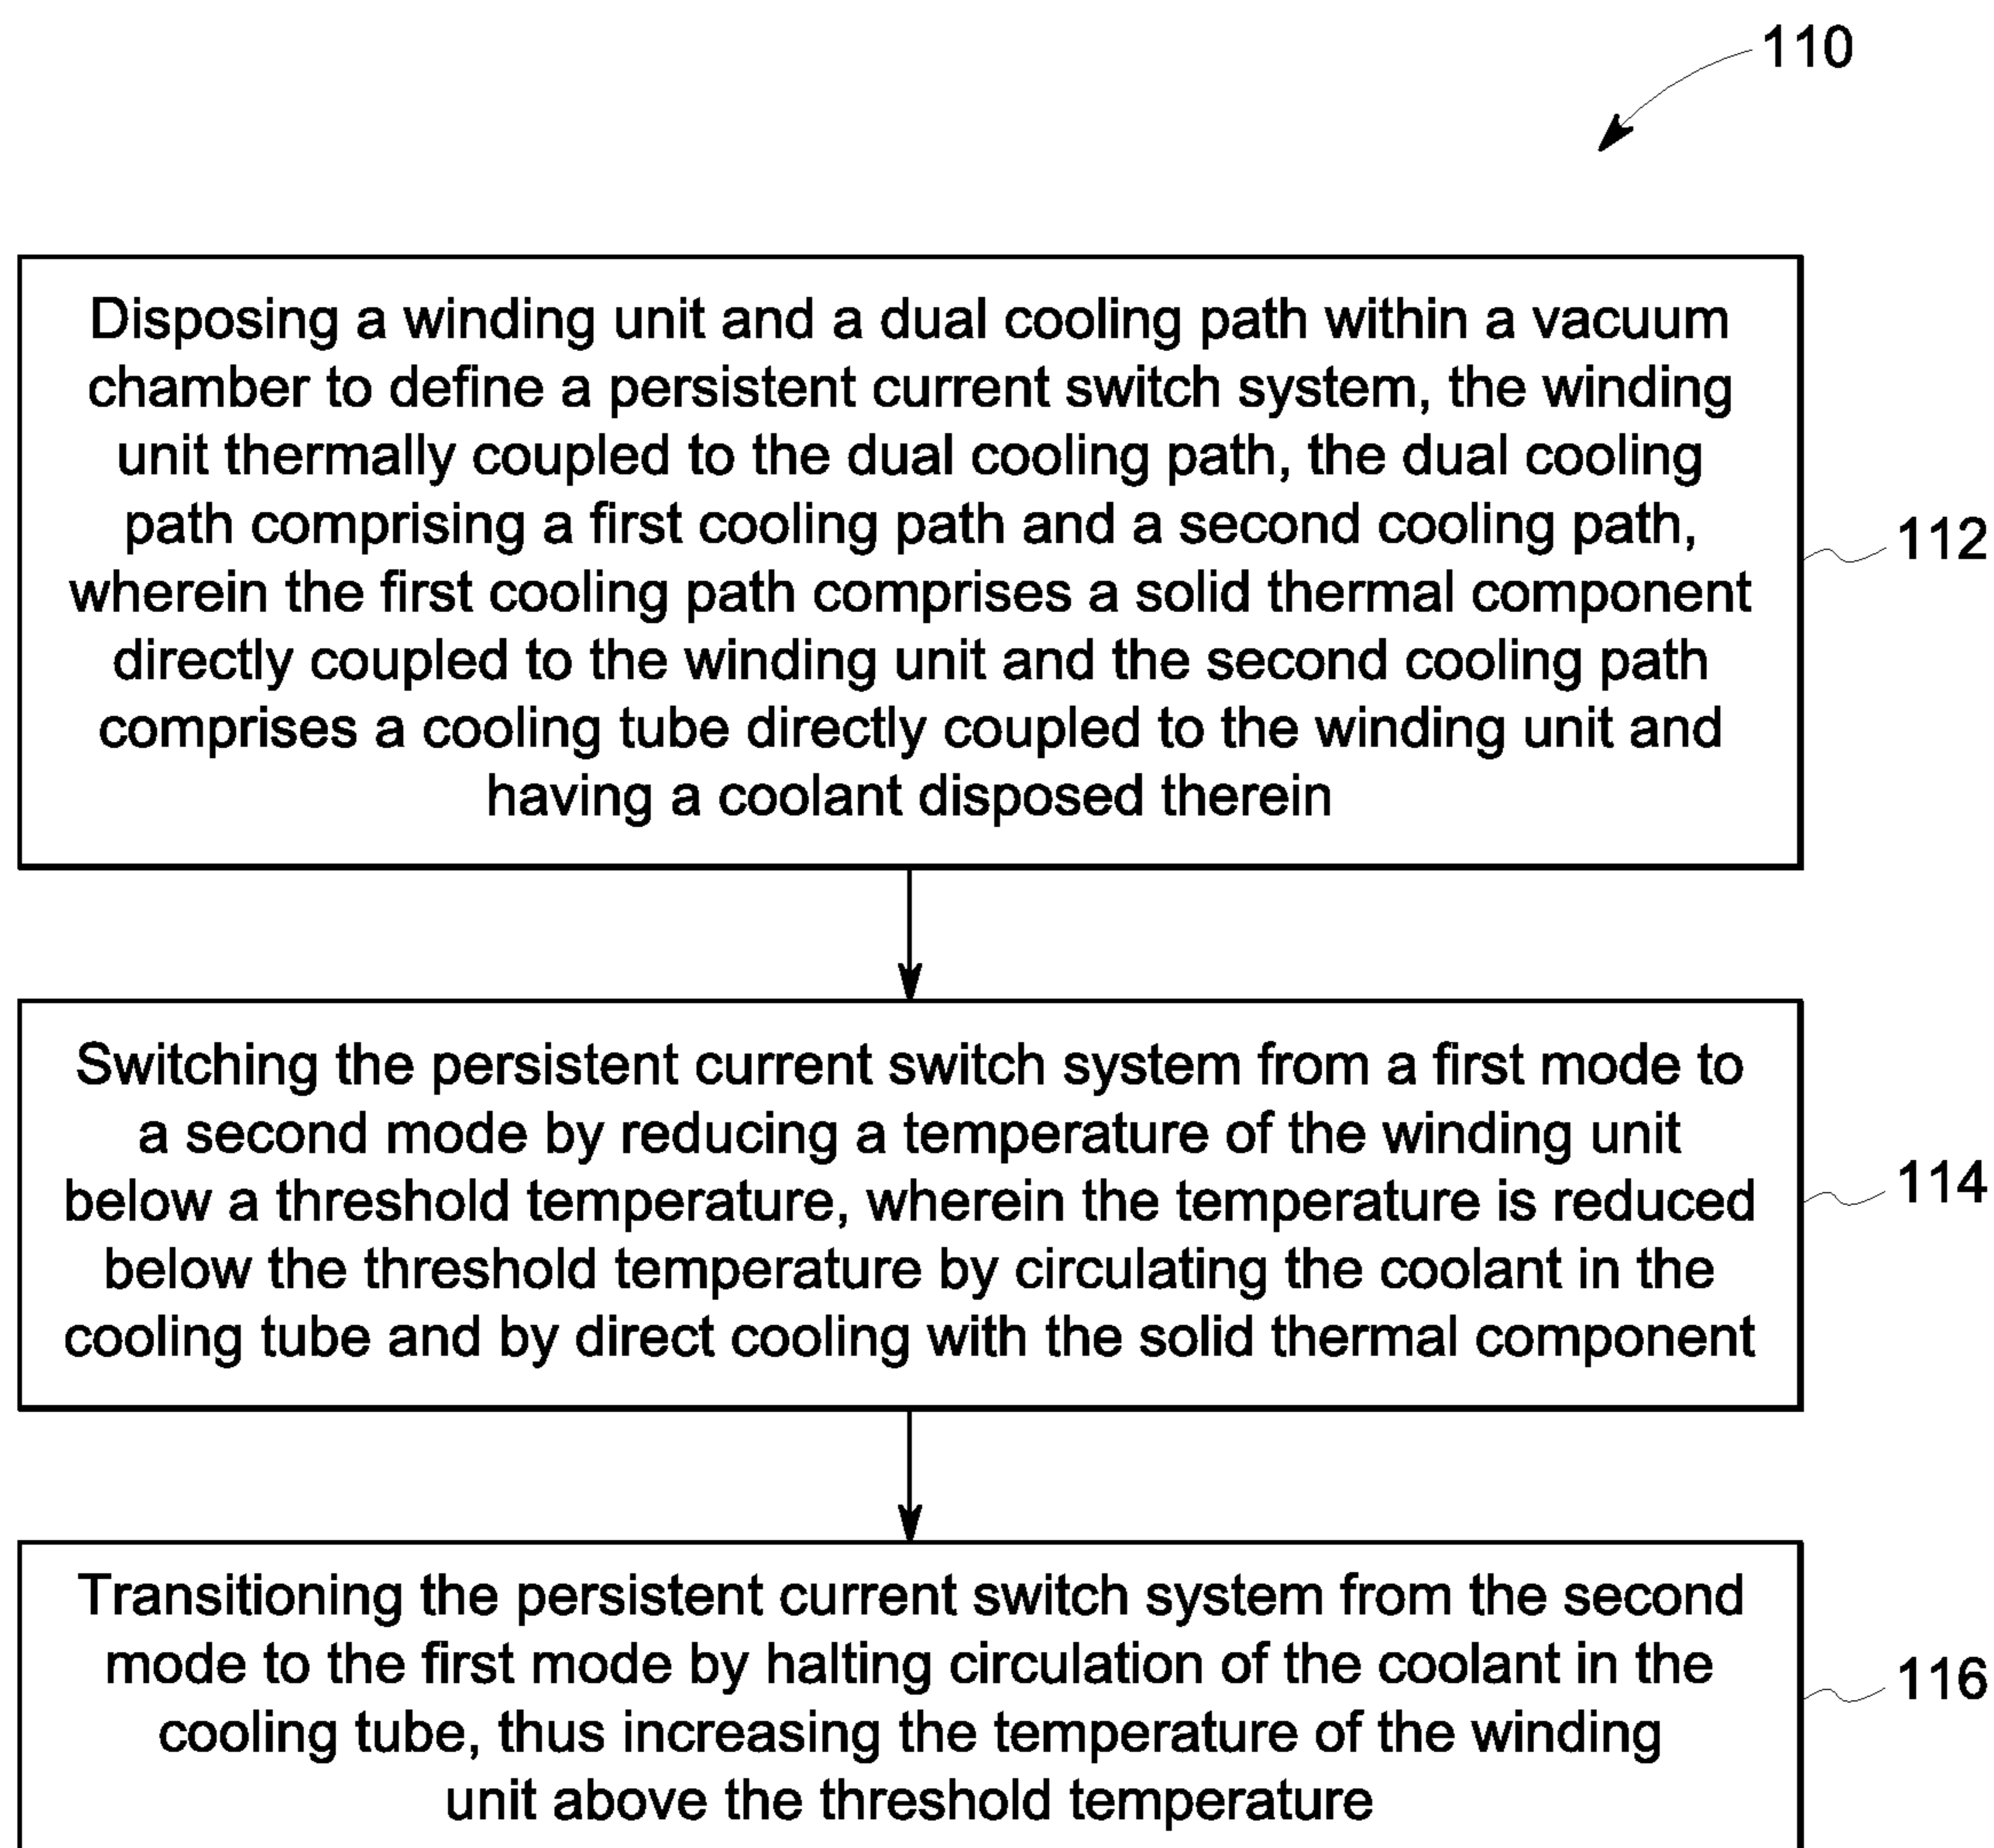 110
Disposing a winding unit and a dual cooling path within a vacuum
chamber to define a persistent current switch system, the winding
unit thermally coupled to the dual cooling path, the dual cooling
path comprising a first cooling path and a second cooling path,
wherein the first cooling path comprises a solid thermal component
directly coupled to the winding unit and the second cooling path
comprises a cooling tube directly coupled to the winding unit and
having a coolant disposed therein
112
Switching the persistent current switch system from a first mode to
a second mode by reducing a temperature of the winding unit
below a threshold temperature, wherein the temperature is reduced
below the threshold temperature by circulating the coolant in the
cooling tube and by direct cooling with the solid thermal component
114
Transitioning the persistent current switch system from the second
mode to the first mode by halting circulation of the coolant in the
cooling tube, thus increasing the temperature of the winding
unit above the threshold temperature
116